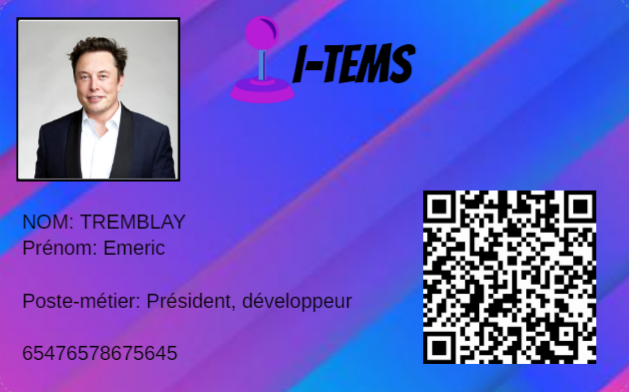 I-TEMS
NOM: TREMBLAY
Prénom: Emeric
Poste-métier: Président, développeur
65476578675645